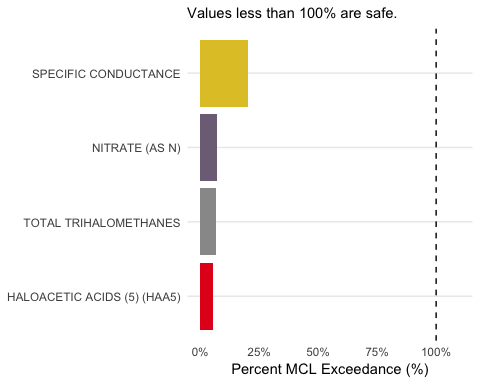 Values less than 100% are safe.
SPECIFIC CONDUCTANCE
NITRATE (AS N)
TOTAL TRIHALOMETHANES
HALOACETIC ACIDS (5) (HAA5)
0% 25% 50% 75% 100%
Percent MCL Exceedance (%)